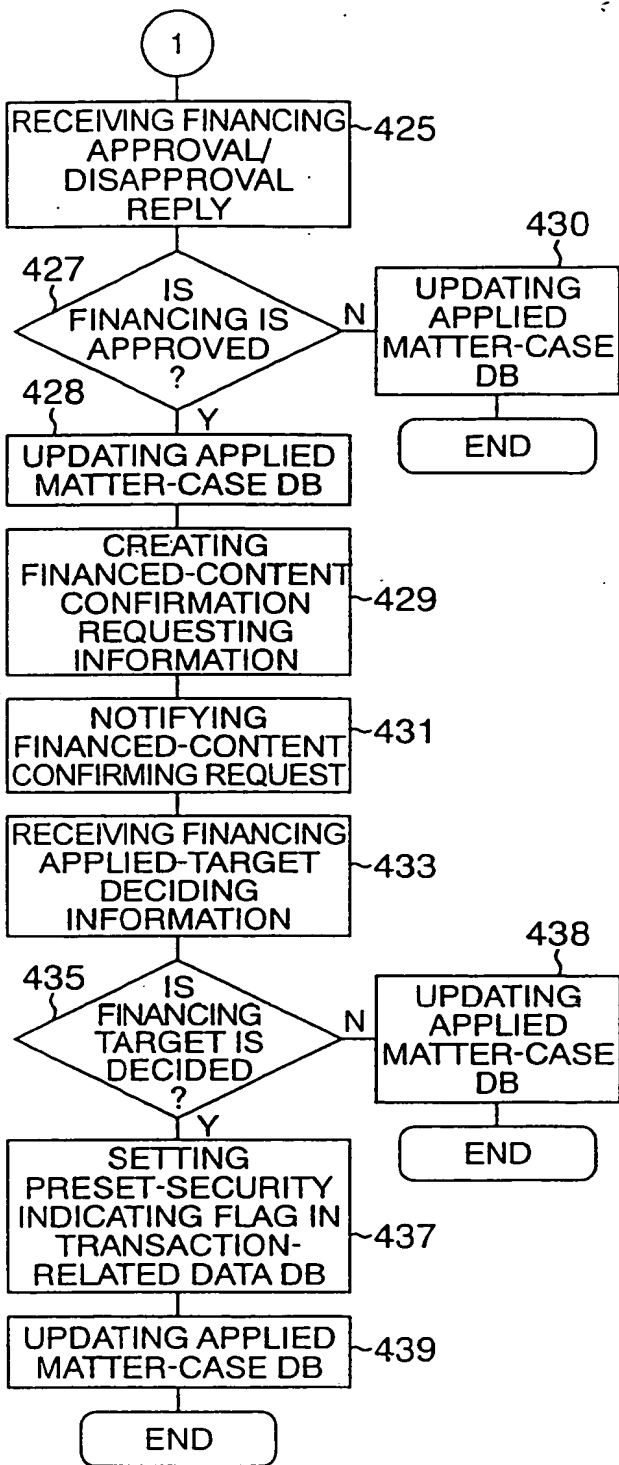 1
RECEIVING FINANCING
APPROVAL/
DISAPPROVAL
REPLY
425
427
IS
FINANCING IS
APPROVED
?
N
Y
430
UPDATING
APPLIED
MATTER-CASE
DB
END
428
UPDATING APPLIED
MATTER-CASE DB
CREATING
FINANCED-CONTENT
CONFIRMATION
REQUESTING
INFORMATION
429
NOTIFYING
FINANCED-CONTENT
CONFIRMING REQUEST
431
RECEIVING FINANCING
APPLIED-TARGET
DECIDING
INFORMATION
433
435
IS
FINANCING
TARGET IS
DECIDED
?
N
Y
438
UPDATING
APPLIED
MATTER-CASE
DB
END
SETTING
PRESET-SECURITY
INDICATING FLAG IN
TRANSACTION-
RELATED DATA DB
437
UPDATING APPLIED
MATTER-CASE DB
439
END